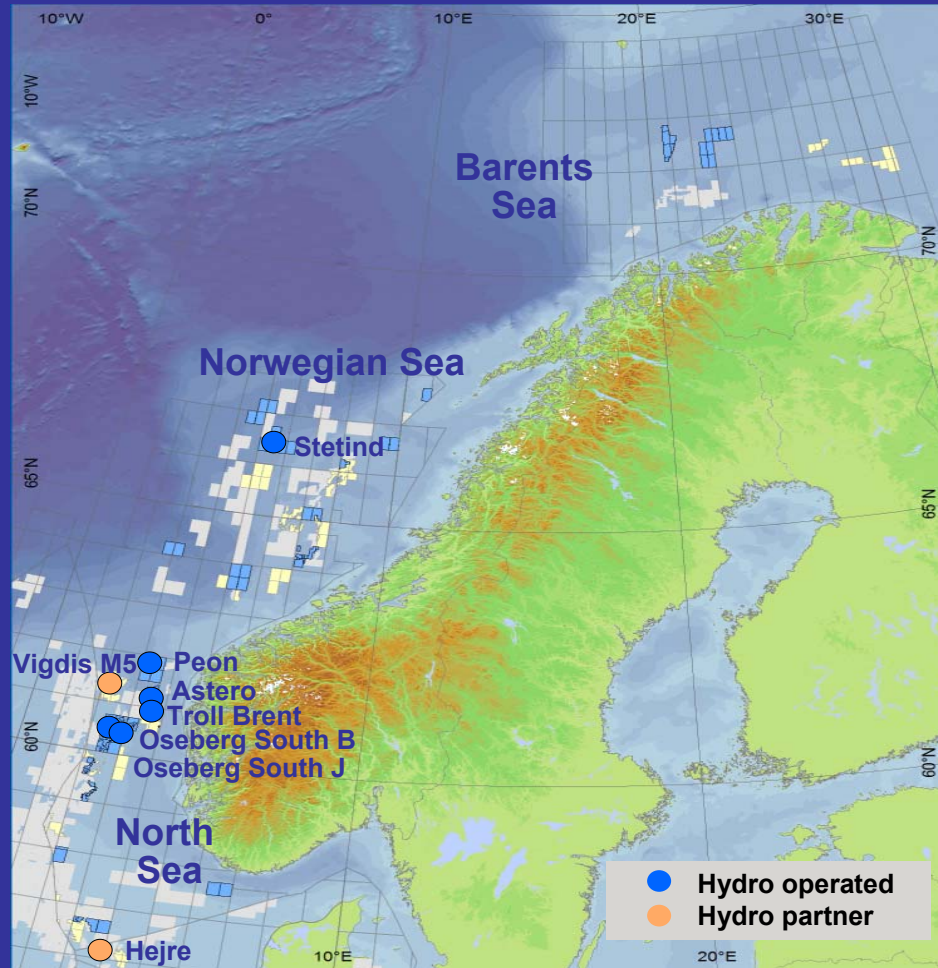 10°W
0°
10°E
20°E
30°E
10°W
70°N
65°N
60°N
70°N
65°N
60°N
Barents
Sea
Norwegian Sea
Stetind
Vigdis M5
Peon
Astero
Troll Brent
Oseberg South B
Oseberg South J
North
Sea
Hejre
10°E
20°E
Hydro operated
Hydro partner